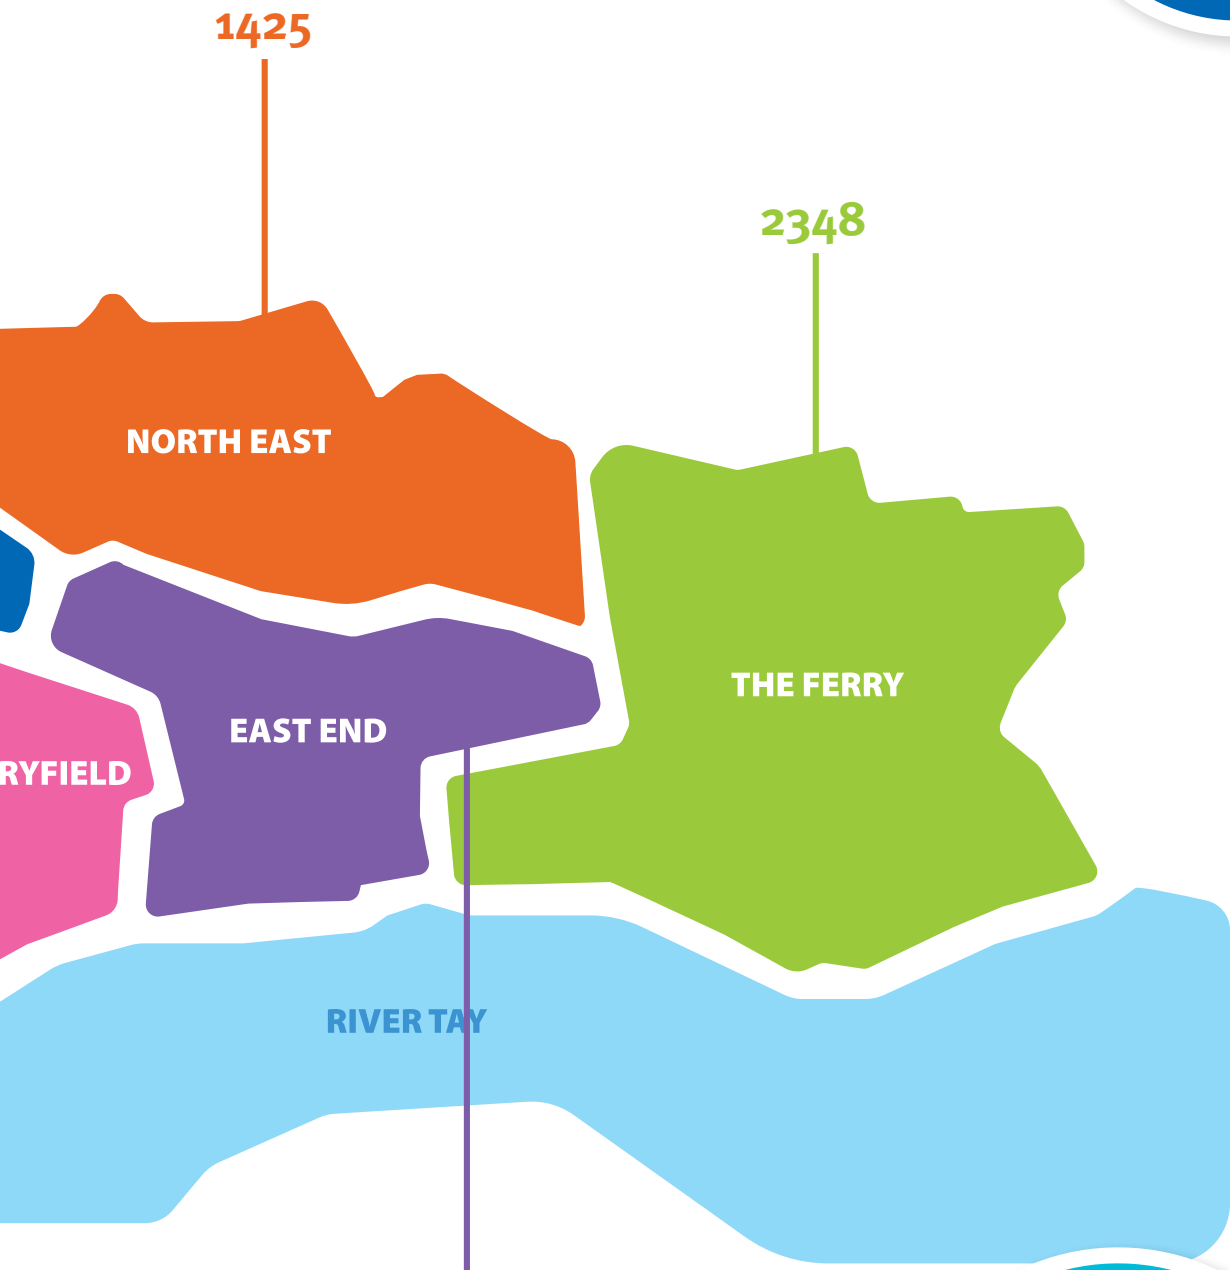 1425
2348
NORTH EAST
THE FERRY
EAST END
RYFIELD
RIVER TAY